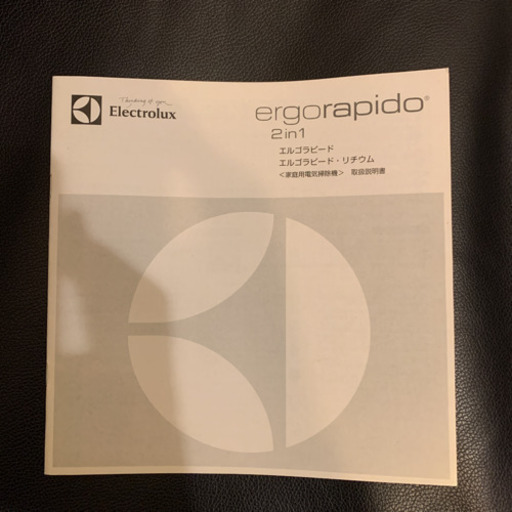 Thinking of you
Electrolux
ergorapido®
2in1
エルゴラピード
エルゴラピード・リチウム
<家庭用電気掃除機> 取扱説明書